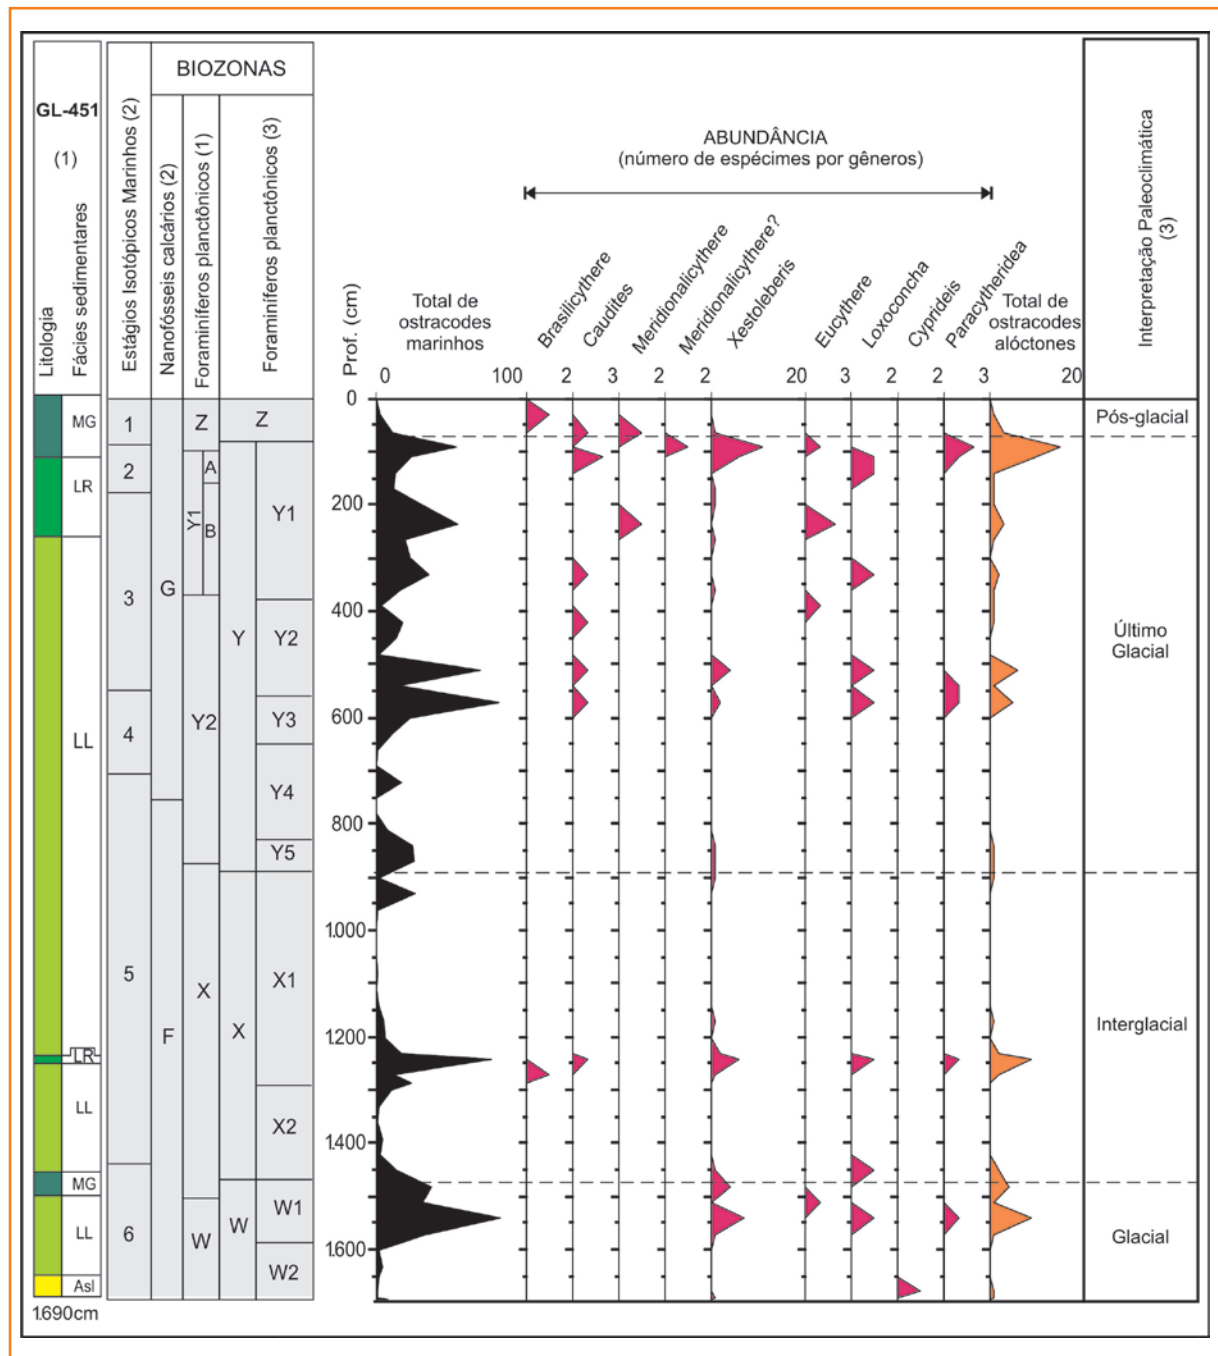 GL-451
(1)
Litologia
Fácies sedimentares
Estágios Isotópicos Marinhos (2)
BIOZONAS
Nanofósseis calcários (2)
Foraminíferos planctônicos (1)
Foraminíferos planctônicos (3)
ABUNDÂNCIA
(número de espécimes por gêneros)
Prof. (cm)
Total de
ostracodes
marinhos
Brasilicythere
Caudites
Meridionalicythere
Meridionalicythere?
Xestoleberis
Eucythere
Loxoconcha
Cyprideis
Paracytheridea
Total de
ostracodes
alóctones
Interpretação Paleoclimática
(3)
0 100 2 3 2 2 20 3 2 2 3 20
0
200
400
600
800
1.000
1200
1.400
1.600
MG
LR
LL
LR
LL
MG
LL
Asl
1.690cm
1
2
3
4
5
6
G
F
Z
Y1
A
B
Y2
X
W
Z
Y
X
W
Y1
Y2
Y3
Y4
Y5
X1
X2
W1
W2
Pós-glacial
Último
Glacial
Interglacial
Glacial